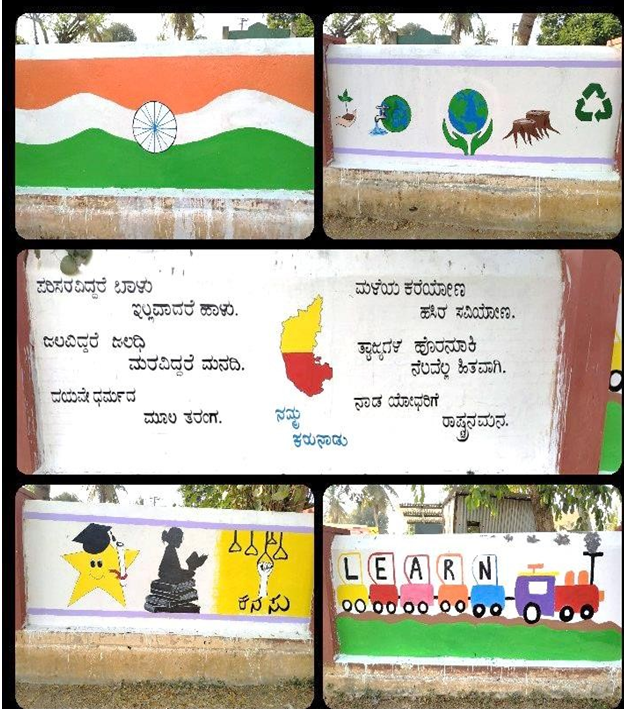 ಪರಿಸರವಿದ್ದರೆ ಬಾಳು
ಇಲ್ಲವಾದರೆ ಹಾಳು.
ಜಲವಿದ್ದರೆ ಜಲಧಿ
ಮರವಿದ್ದರೆ ಮನದಿ.
ದಯವೇ ಧರ್ಮದ
ಮೂಲ ತರಂಗ.
ನಮ್ಮ
ಕರುನಾಡು
ಮಳೆಯ ಕರೆಯೋಣ
ಹಸಿರ ಸವಿಯೋಣ.
ತ್ಯಾಜ್ಯಗಳ ಹೊರನೂಕಿ
ನೆಲವೆಲ್ಲ ಹಿತವಾಗಿ.
ನಾಡ ಯೋಧರಿಗೆ
ರಾಷ್ಟ್ರನಮನ.
ಕನಸು
LEARN